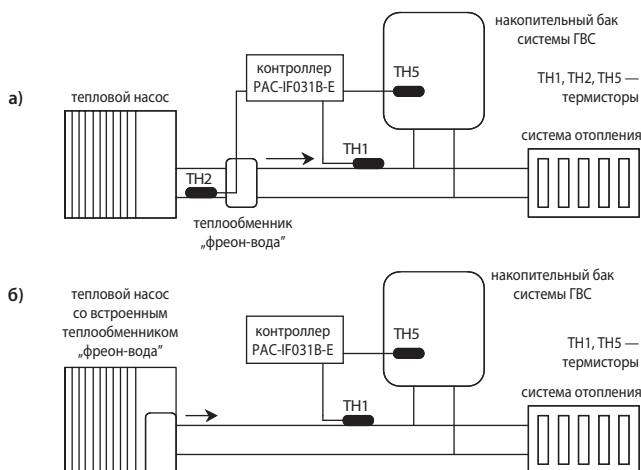 а)
тепловой насос
контроллер
PAC-IF031B-E
TH5
накопительный бак
системы ГВС
TH1, TH2, TH5 —
термисторы
система отопления
TH1
TH2
теплообменник
„фреон-вода”
б)
тепловой насос
со встроенным
теплообменником
„фреон-вода”
контроллер
PAC-IF031B-E
TH5
накопительный бак
системы ГВС
TH1, TH5 —
термисторы
система отопления
TH1